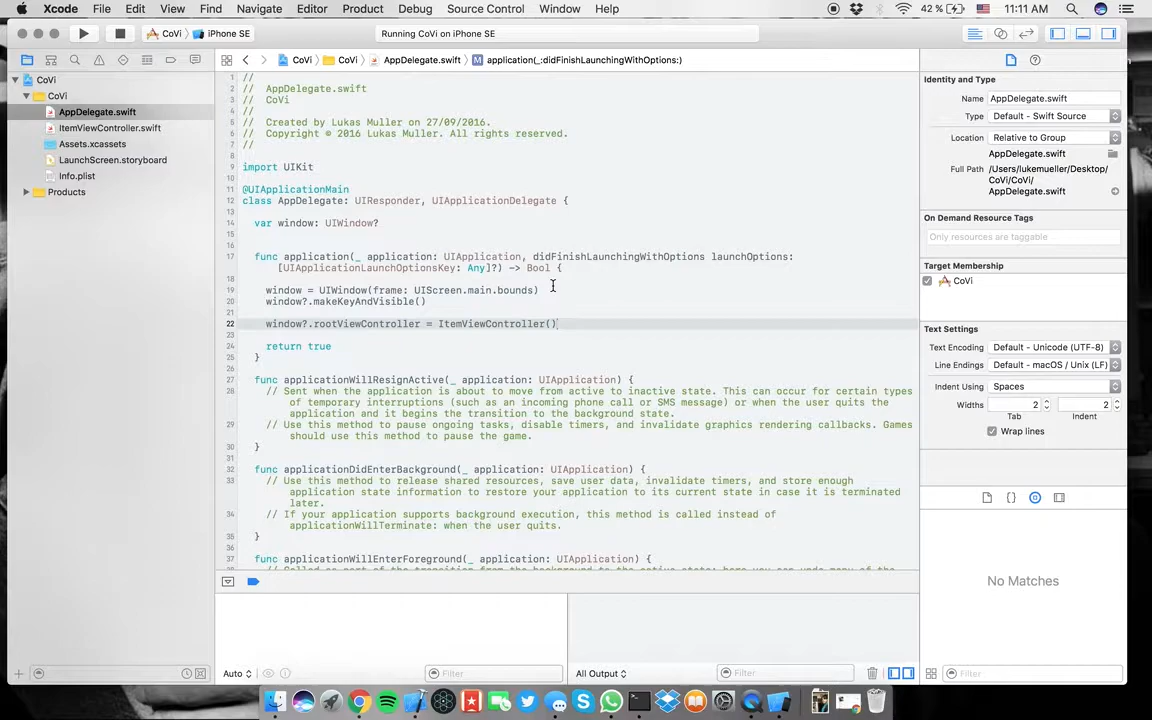 Xcode File Edit View Find Navigate Editor Product Debug Source Control Window Help 42 % 11:11 AM
CoVi iPhone SE Running CoVi on iPhone SE
CoVi CoVi AppDelegate.swift M application(_:didFinishLaunchingWithOptions:)
CoVi
CoVi
AppDelegate.swift
ItemViewController.swift
Assets.xcassets
LaunchScreen.storyboard
Info.plist
Products
1 //
2 // AppDelegate.swift
3 // CoVi
4 //
5 // Created by Lukas Muller on 27/09/2016.
6 // Copyright © 2016 Lukas Muller. All rights reserved.
7 //
8
9 import UIKit
10
11 @UIApplicationMain
12 class AppDelegate: UIResponder, UIApplicationDelegate {
13
14 var window: UIWindow?
15
16
17 func application(_ application: UIApplication, didFinishLaunchingWithOptions launchOptions:
[UIApplicationLaunchOptionsKey: Any]?) -> Bool {
18
19 window = UIWindow(frame: UIScreen.main.bounds)
20 window?.makeKeyAndVisible()
21
22 window?.rootViewController = ItemViewController()
23
24 return true
25 }
26
27 func applicationWillResignActive(_ application: UIApplication) {
28 // Sent when the application is about to move from active to inactive state. This can occur for certain types
of temporary interruptions (such as an incoming phone call or SMS message) or when the user quits the
application and it begins the transition to the background state.
29 // Use this method to pause ongoing tasks, disable timers, and invalidate graphics rendering callbacks. Games
should use this method to pause the game.
30 }
31
32 func applicationDidEnterBackground(_ application: UIApplication) {
33 // Use this method to release shared resources, save user data, invalidate timers, and store enough
application state information to restore your application to its current state in case it is terminated
later.
34 // If your application supports background execution, this method is called instead of
applicationWillTerminate: when the user quits.
35 }
36
37 func applicationWillEnterForeground(_ application: UIApplication) {
Auto Filter
All Output Filter
Identity and Type
Name AppDelegate.swift
Type Default - Swift Source
Location Relative to Group
AppDelegate.swift
Full Path /Users/lukemueller/Desktop/
CoVi/CoVi/
AppDelegate.swift
On Demand Resource Tags
Only resources are taggable
Target Membership
CoVi
Text Settings
Text Encoding Default - Unicode (UTF-8)
Line Endings Default - macOS / Unix (LF)
Indent Using Spaces
Widths 2 2
Tab Indent
Wrap lines
No Matches
Filter